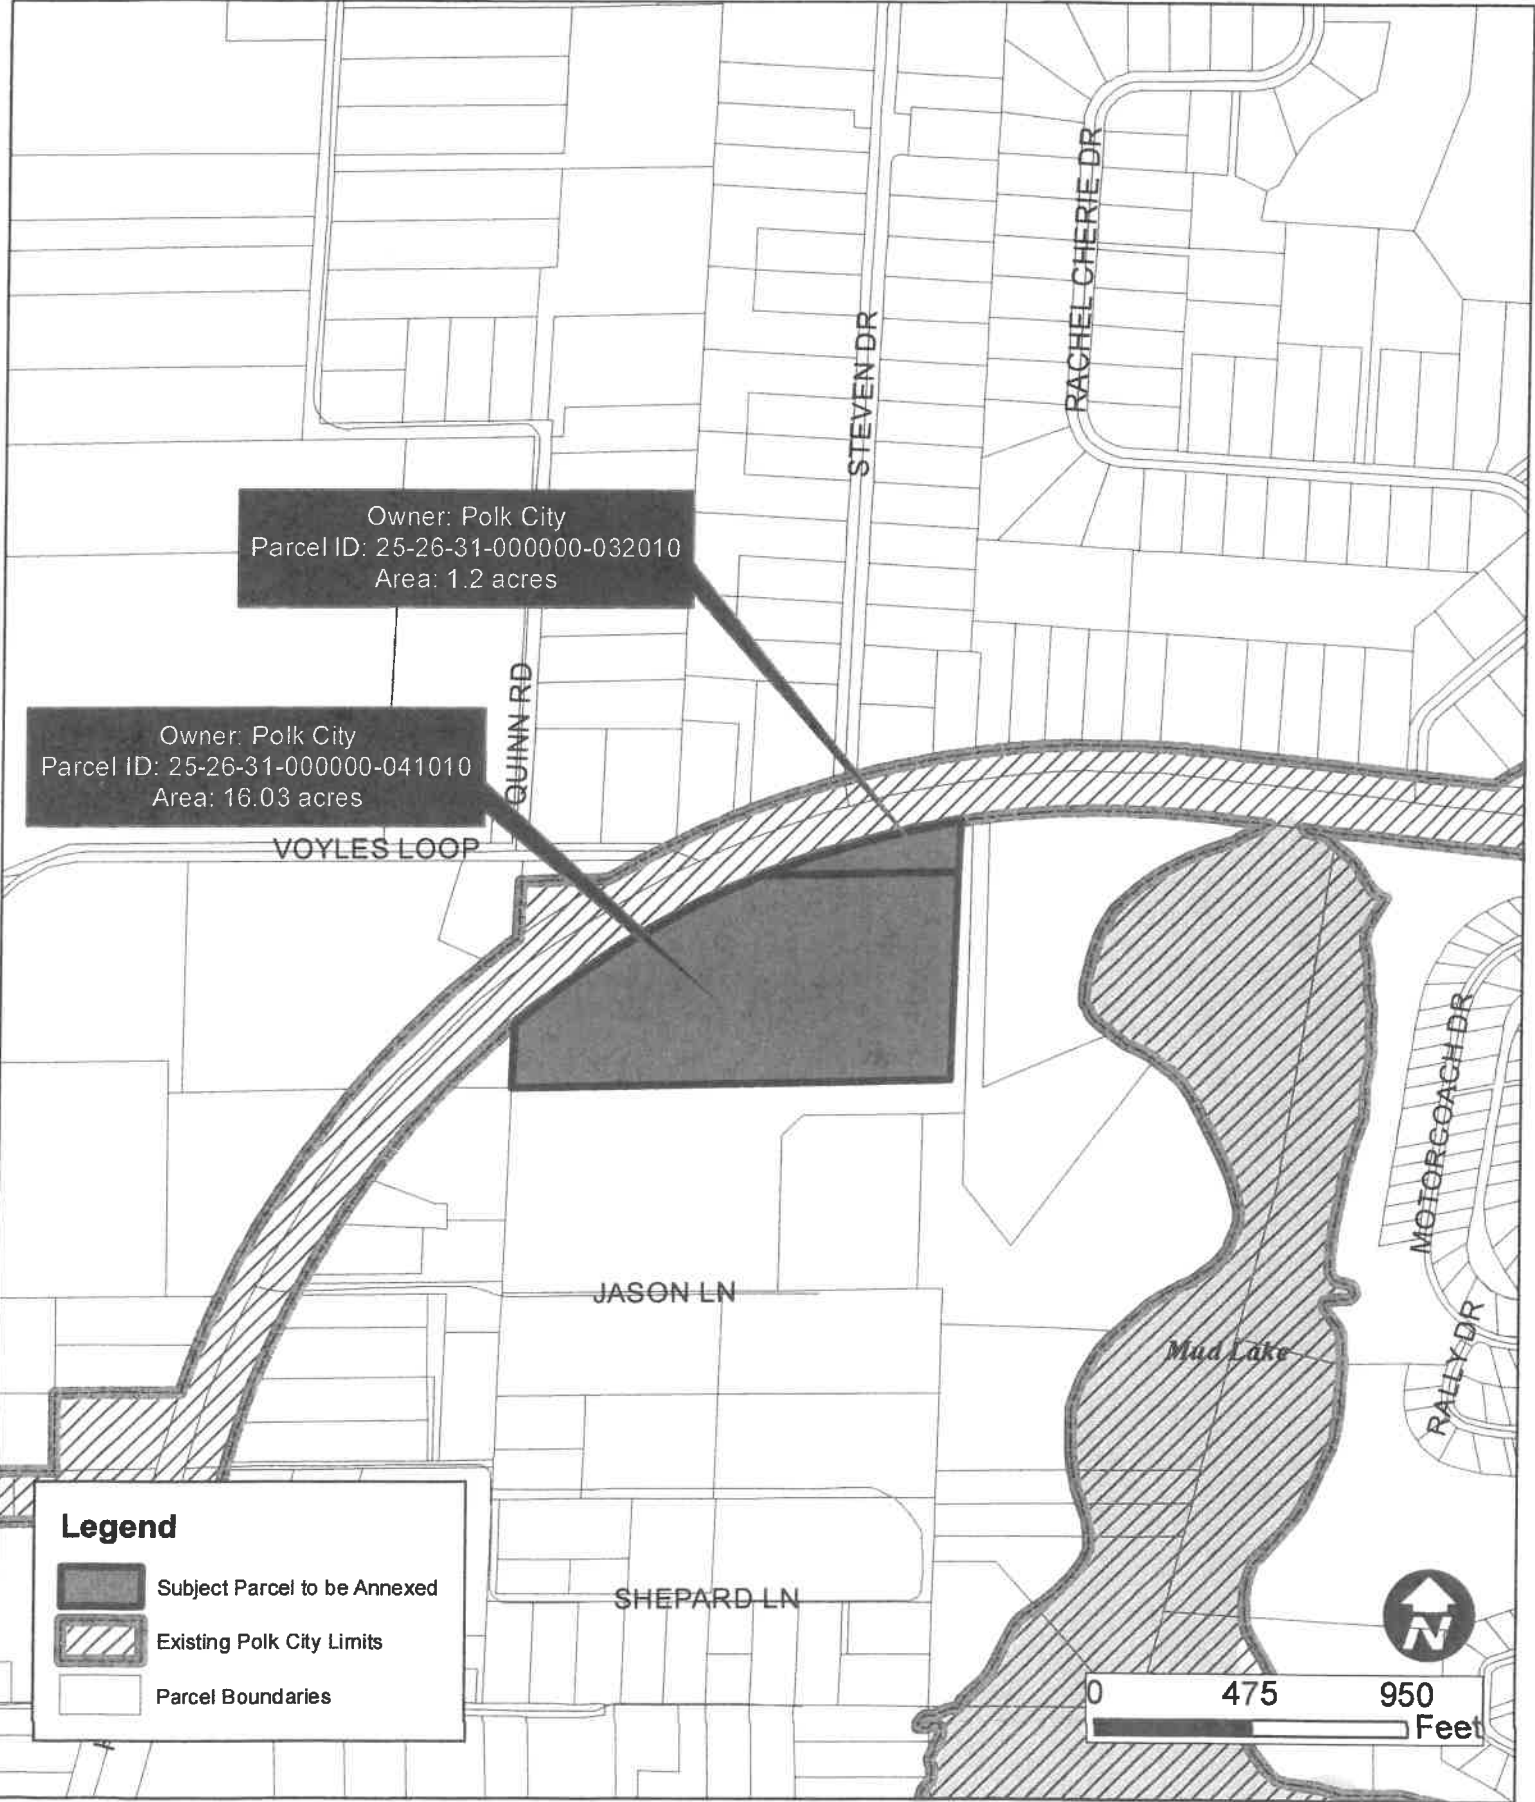 RACHEL CHERIE DR
STEVEN DR
Owner: Polk City
Parcel ID: 25-26-31-000000-032010
Area: 1.2 acres
QUINN RD
Owner: Polk City
Parcel ID: 25-26-31-000000-041010
Area: 16.03 acres
VOYLES LOOP
MOTORCOACH DR
JASON LN
Mud Lake
RALLY DR
Legend
Subject Parcel to be Annexed
Existing Polk City Limits
Parcel Boundaries
SHEPARD LN
N
0 475 950
Feet